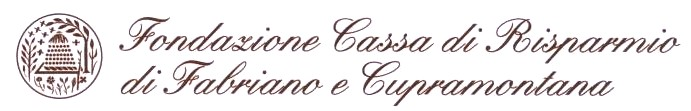 Fondazione Cassa di Risparmio
di Fabriano e Cupramontana